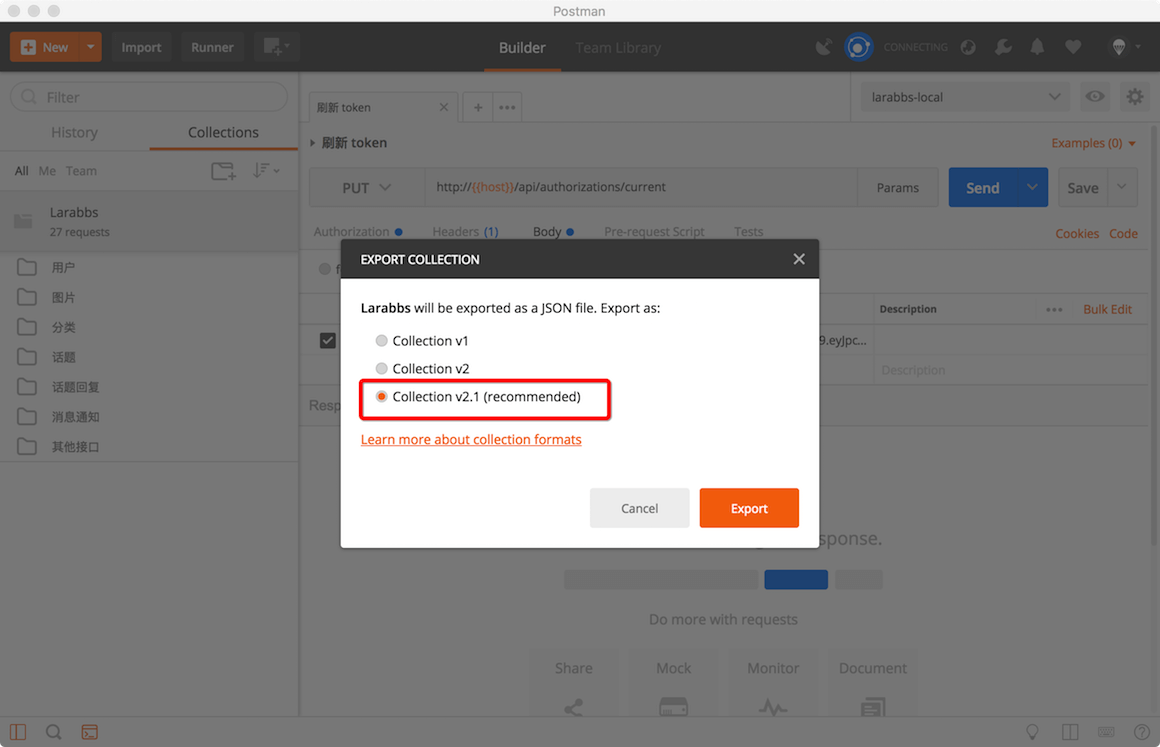 Postman
New
Import
Runner
Builder
Team Library
CONNECTING
Filter
History
Collections
All Me Team
Larabbs
27 requests
用户
图片
分类
话题
话题回复
消息通知
其他接口
刷新 token
larabbs-local
刷新 token
Examples (0)
PUT
http://{{host}}/api/authorizations/current
Params
Send
Save
Authorization
Headers (1)
Body
Pre-request Script
Tests
Cookies
Code
Description
Bulk Edit
9.eyJpc...
Description
EXPORT COLLECTION
Larabbs will be exported as a JSON file. Export as:
Collection v1
Collection v2
Collection v2.1 (recommended)
Learn more about collection formats
Cancel
Export
Do more with requests
Share
Mock
Monitor
Document